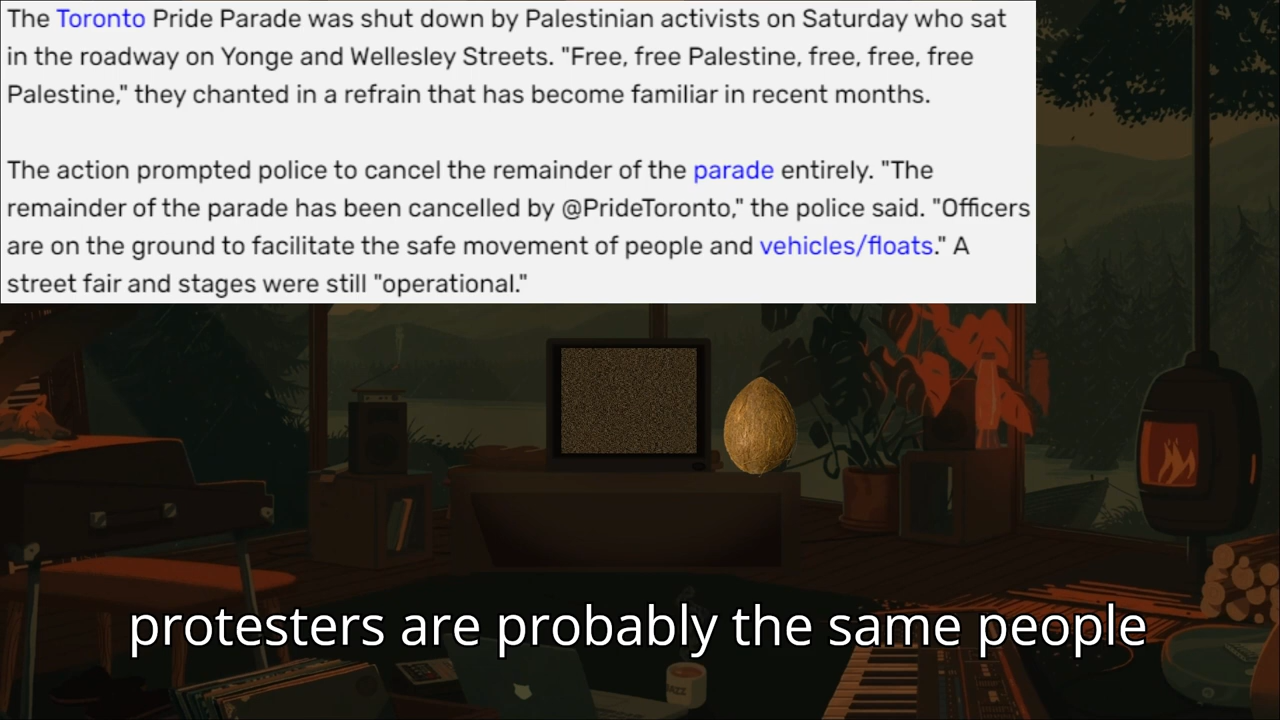 The Toronto Pride Parade was shut down by Palestinian activists on Saturday who sat
in the roadway on Yonge and Wellesley Streets. "Free, free Palestine, free, free, free
Palestine," they chanted in a refrain that has become familiar in recent months.
The action prompted police to cancel the remainder of the parade entirely. "The
remainder of the parade has been cancelled by @PrideToronto," the police said. "Officers
are on the ground to facilitate the safe movement of people and vehicles/floats." A
street fair and stages were still "operational."
protesters are probably the same people
JAZZ